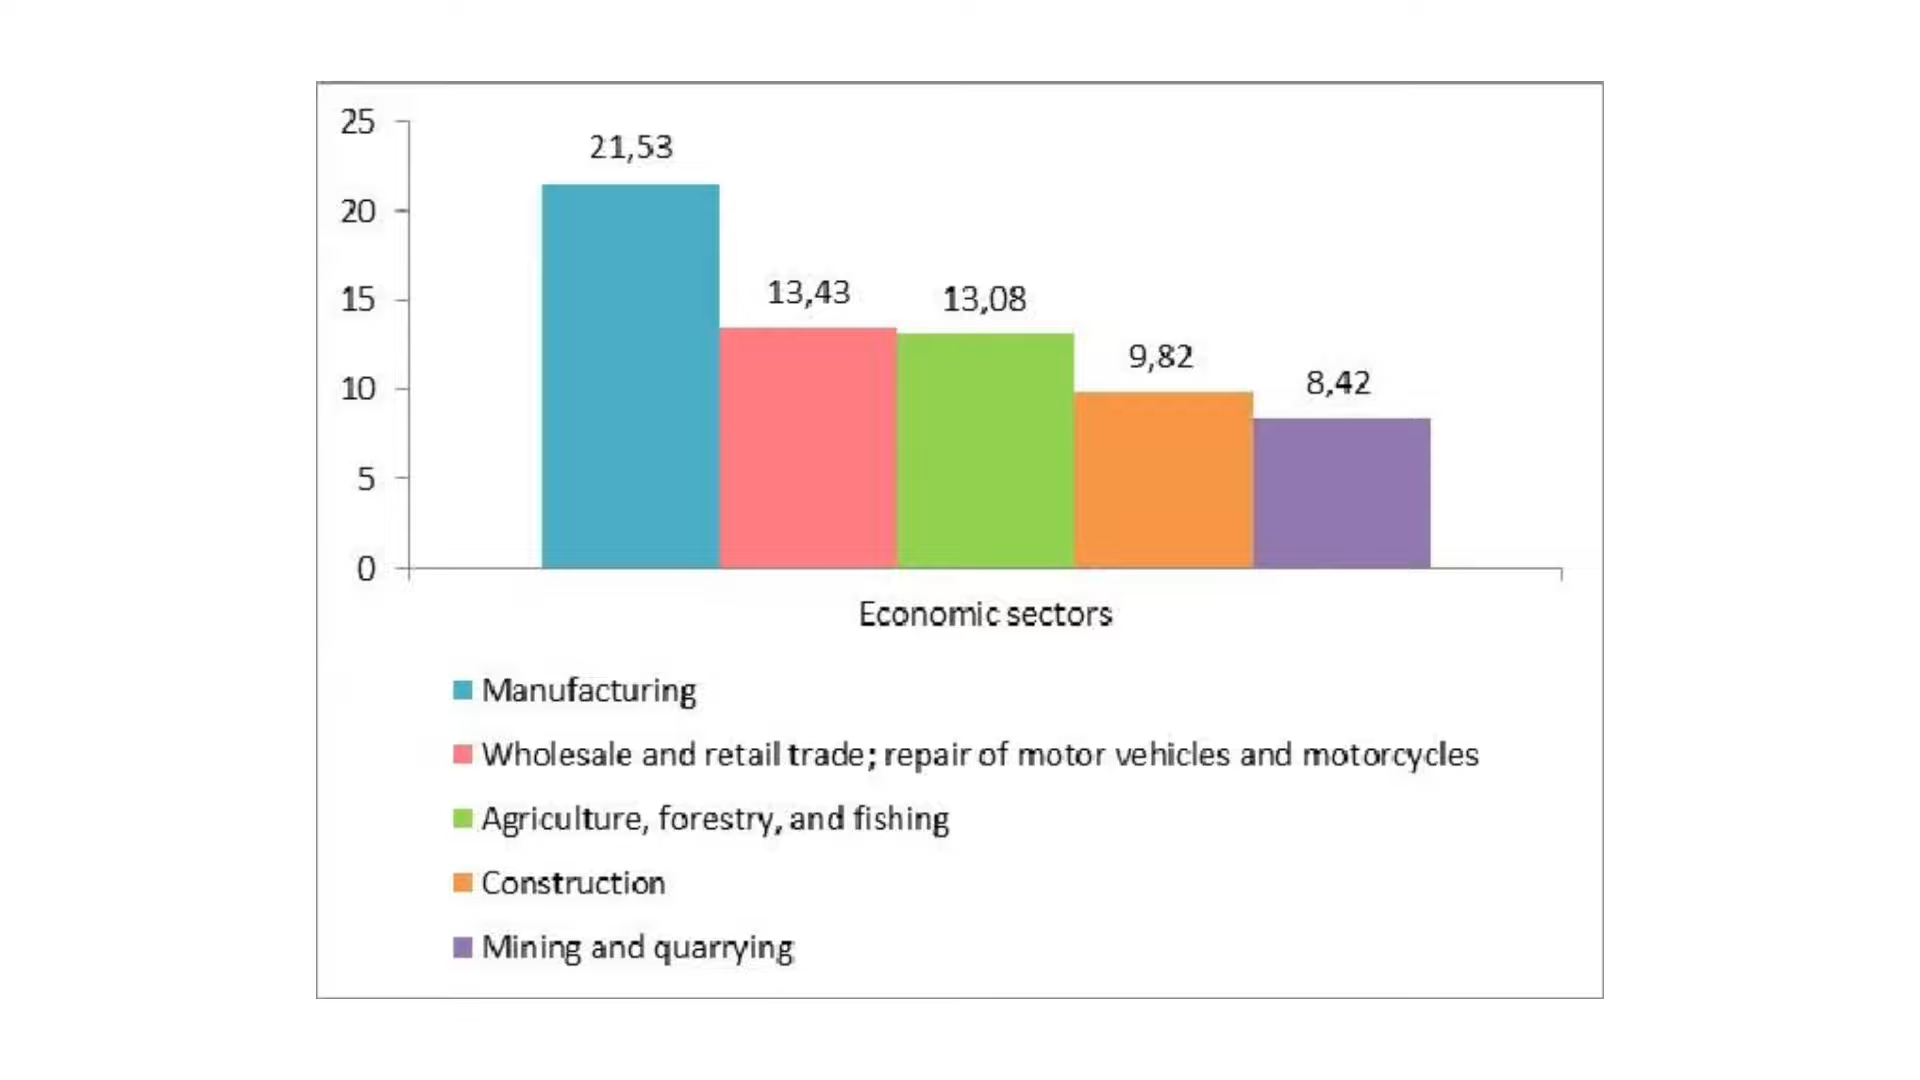 25
21,53
20
13,43
15
13,08
9,82
10
8,42
5
0
Economic sectors
Manufacturing
Wholesale and retail trade; repair of motor vehicles and motorcycles
Agriculture, forestry, and fishing
Construction
Mining and quarrying